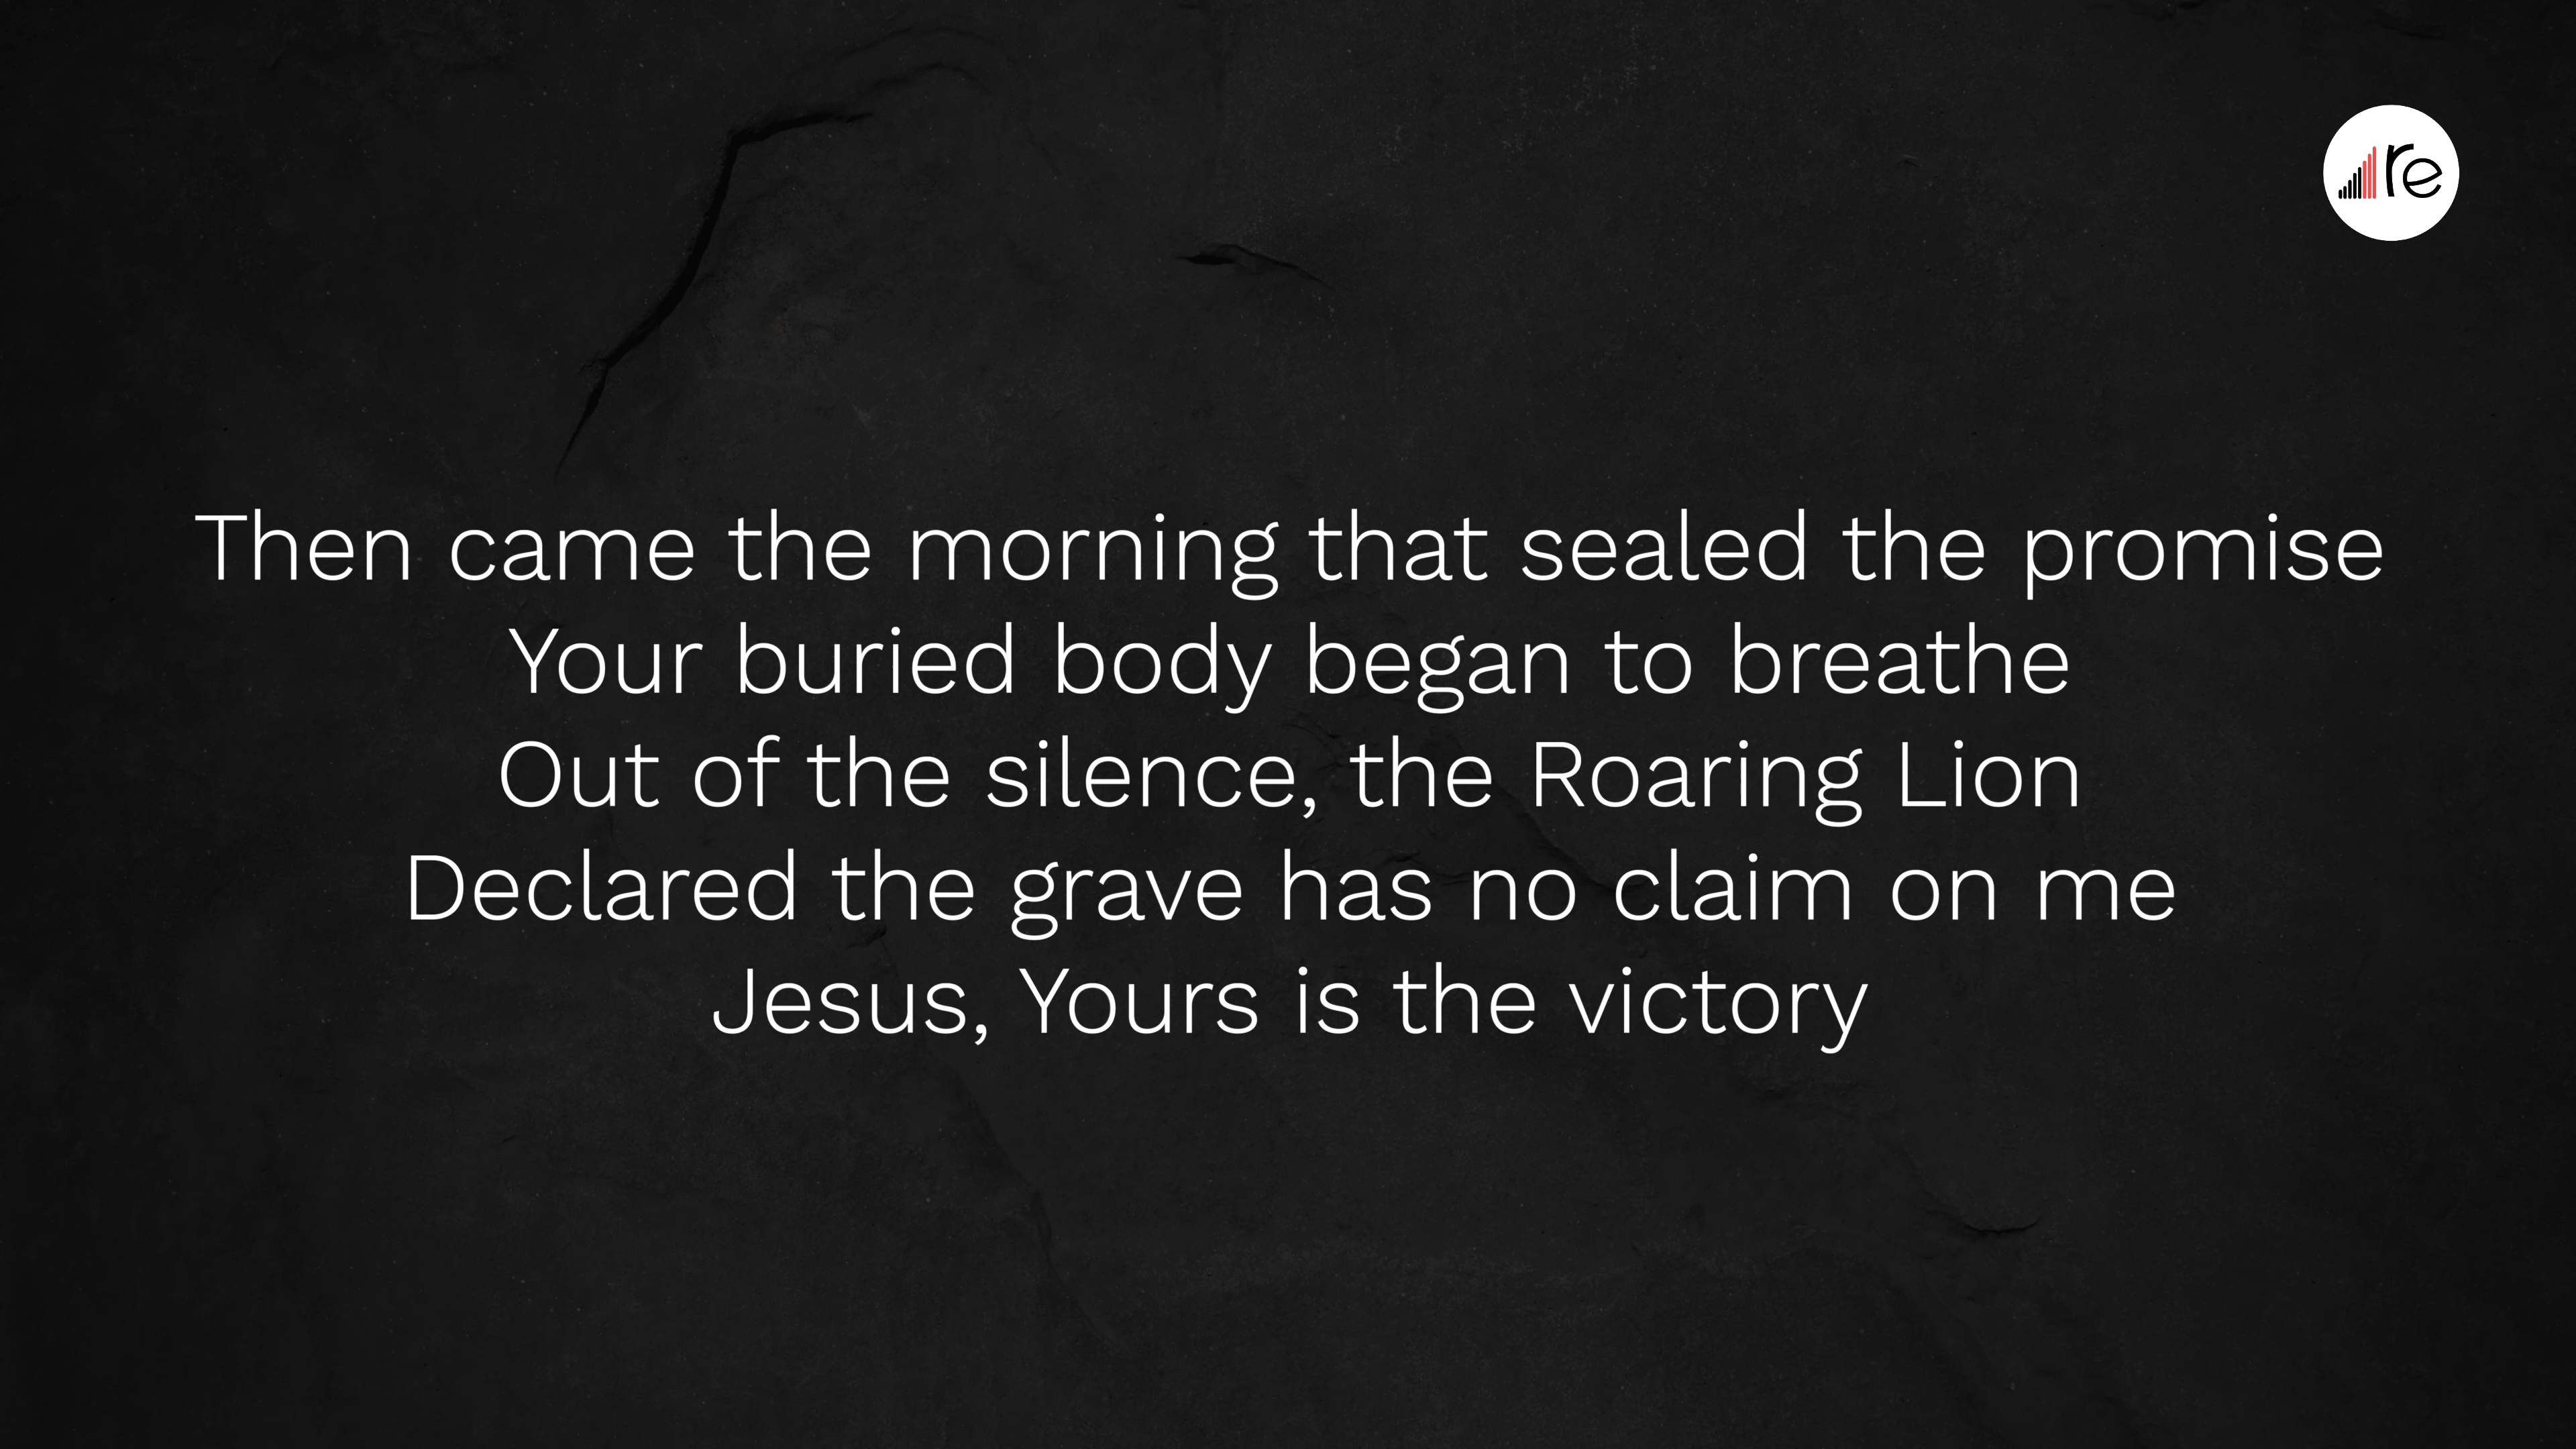 re
Then came the morning that sealed the promise
Your buried body began to breathe
Out of the silence, the Roaring Lion
Declared the grave has no claim on me
Jesus, Yours is the victory